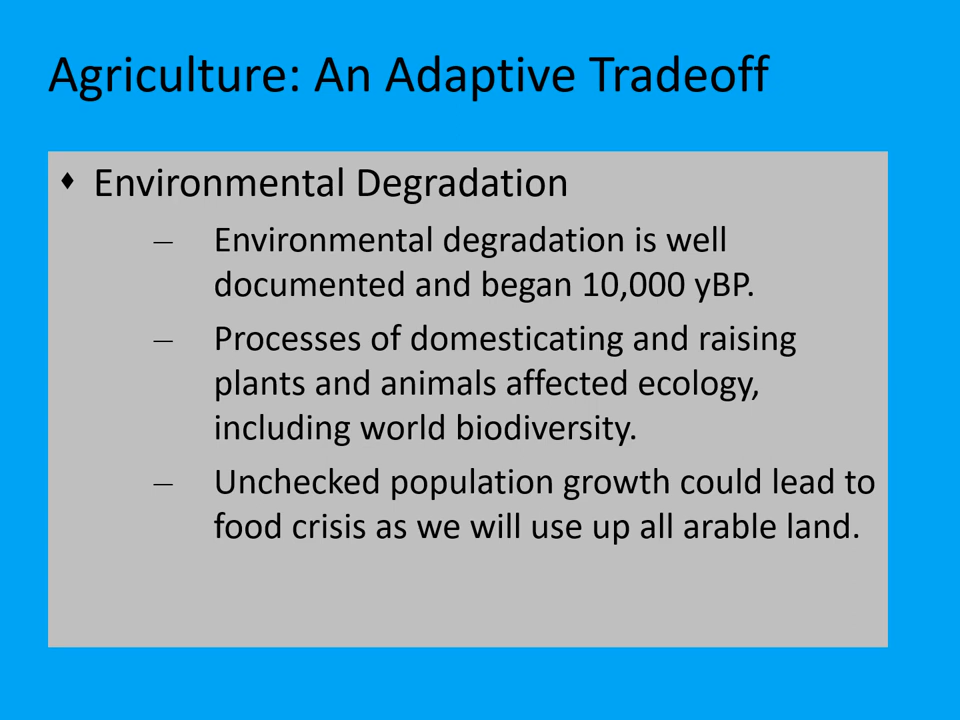 Agriculture: An Adaptive Tradeoff
⬧ Environmental Degradation
– Environmental degradation is well
documented and began 10,000 yBP.
– Processes of domesticating and raising
plants and animals affected ecology,
including world biodiversity.
– Unchecked population growth could lead to
food crisis as we will use up all arable land.